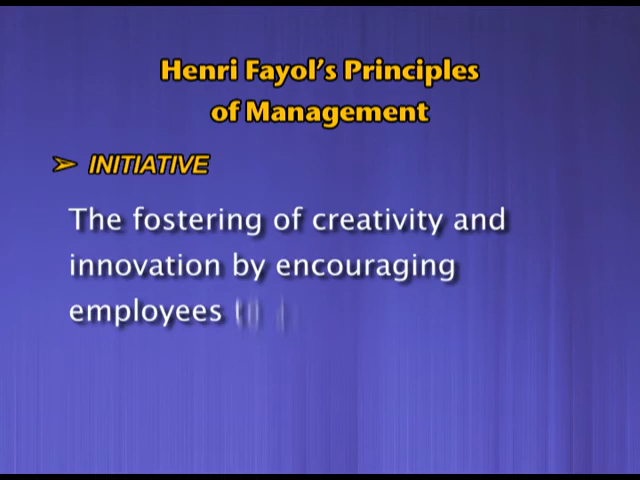 Henri Fayol's Principles
of Management
➢ INITIATIVE
The fostering of creativity and
innovation by encouraging
employees